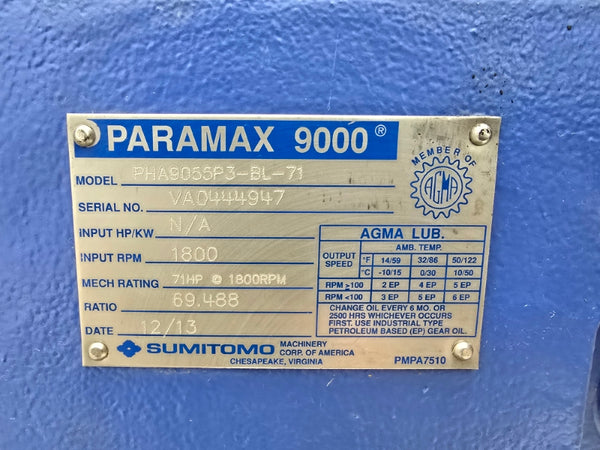 PARAMAX 9000®
MEMBER OF
AGMA
MODEL PHA9055P3-BL-71
SERIAL NO. VA0444947
INPUT HP/KW N/A
INPUT RPM 1800
MECH RATING 71HP @ 1800RPM
RATIO 69.488
DATE 12/13
AGMA LUB.
OUTPUT SPEED AMB. TEMP.
°F 14/59 32/86 50/122
°C -10/15 0/30 10/50
RPM ≥100 2 EP 4 EP 5 EP
RPM <100 3 EP 5 EP 6 EP
CHANGE OIL EVERY 6 MO. OR
2500 HRS WHICHEVER OCCURS
FIRST. USE INDUSTRIAL TYPE
PETROLEUM BASED (EP) GEAR OIL.
SUMITOMO MACHINERY
CORP. OF AMERICA
CHESAPEAKE, VIRGINIA
PMPA7510